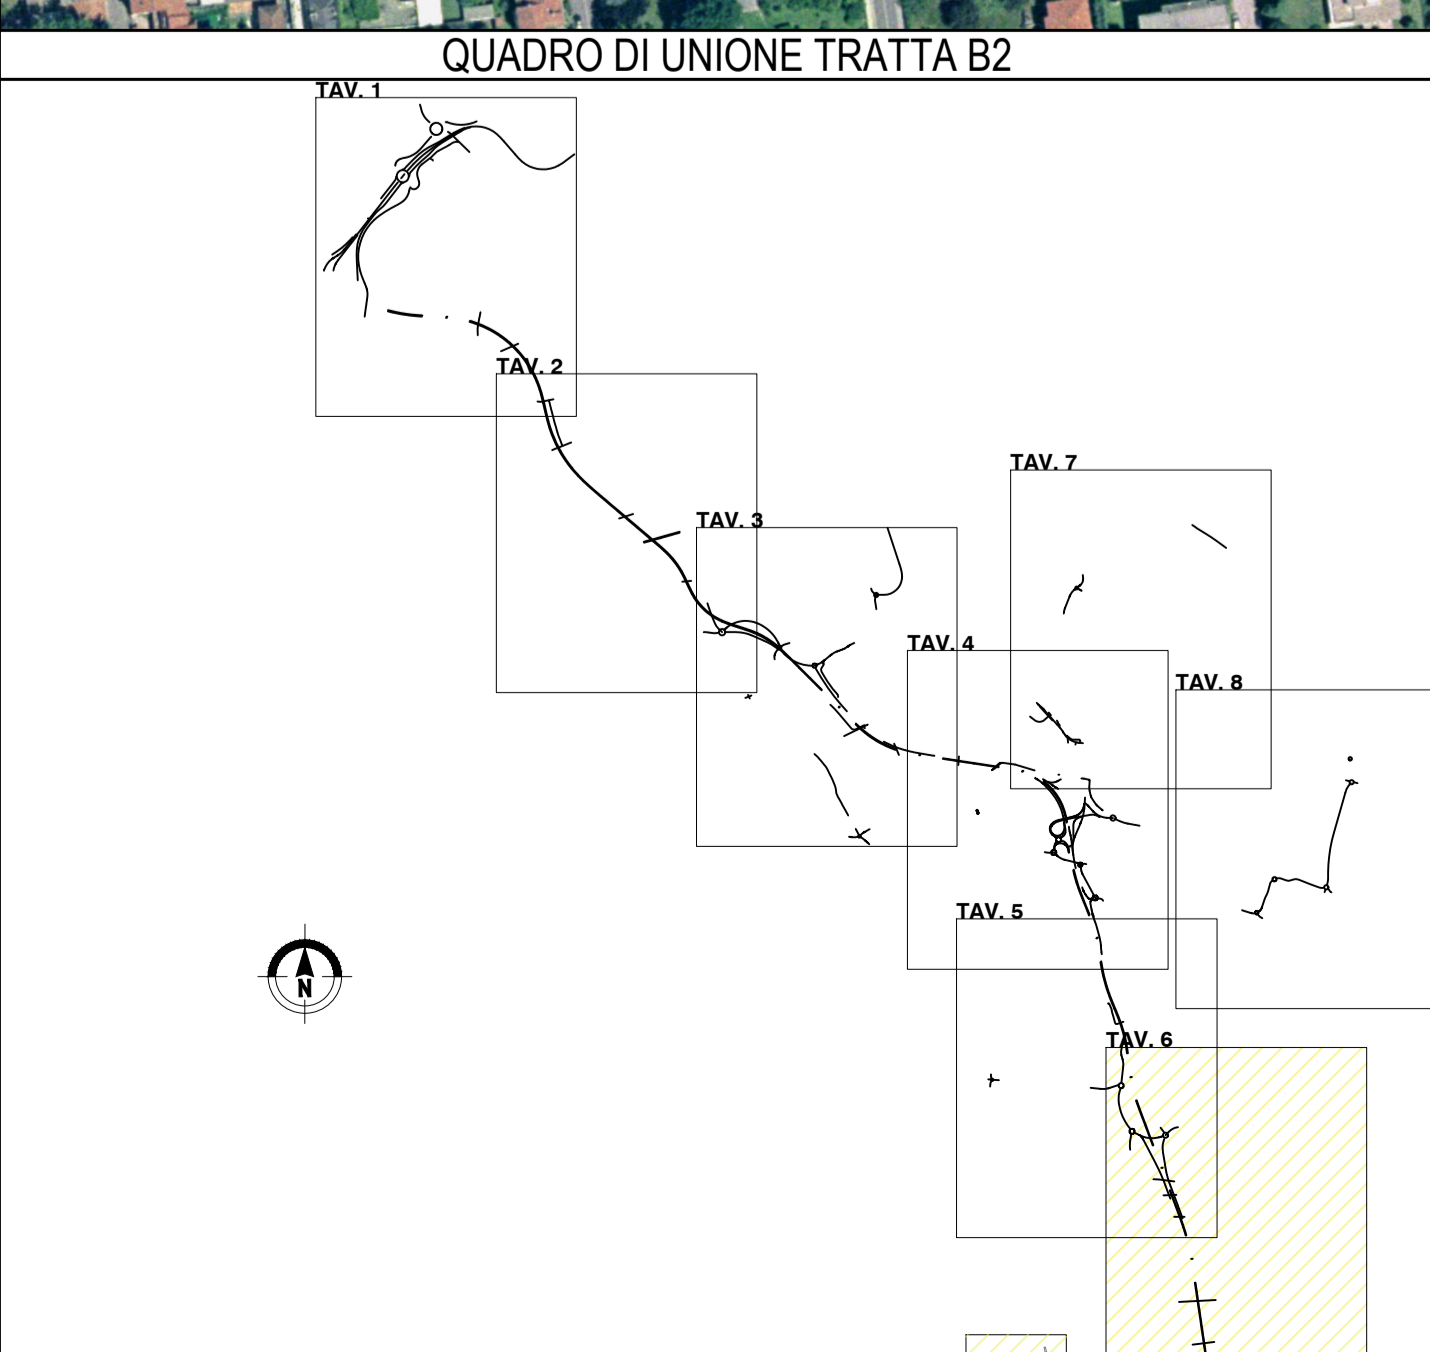 QUADRO DI UNIONE TRATTA B2
TAV. 1
TAV. 2
TAV. 7
TAV. 3
TAV. 4
TAV. 8
TAV. 5
N
TAV. 6